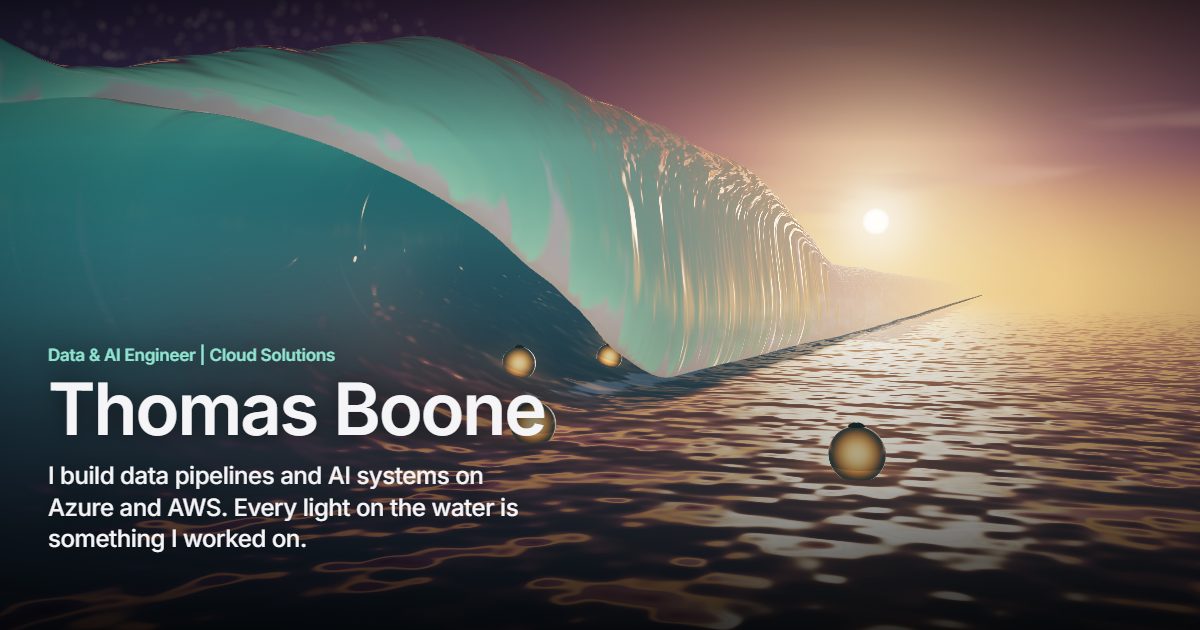 Data & AI Engineer | Cloud Solutions
Thomas Boone
I build data pipelines and AI systems on
Azure and AWS. Every light on the water is
something I worked on.